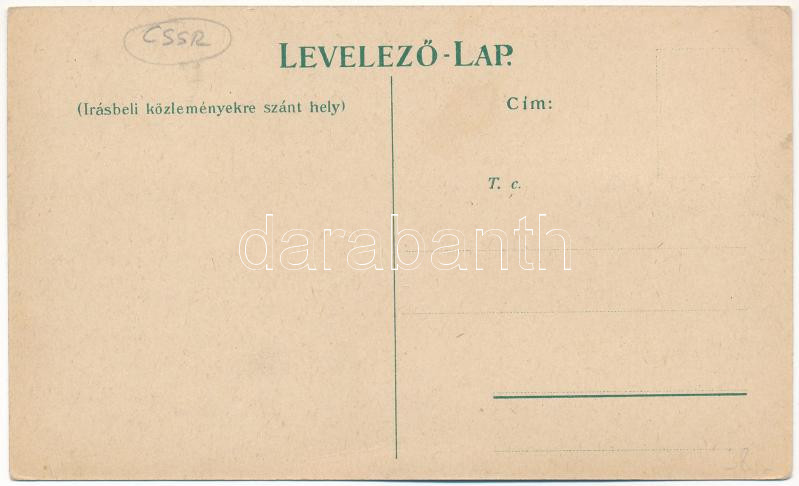 CSSR
LEVELEZŐ-LAP.
(Irásbeli közleményekre szánt hely)
Cím:
T. c.
darabanth